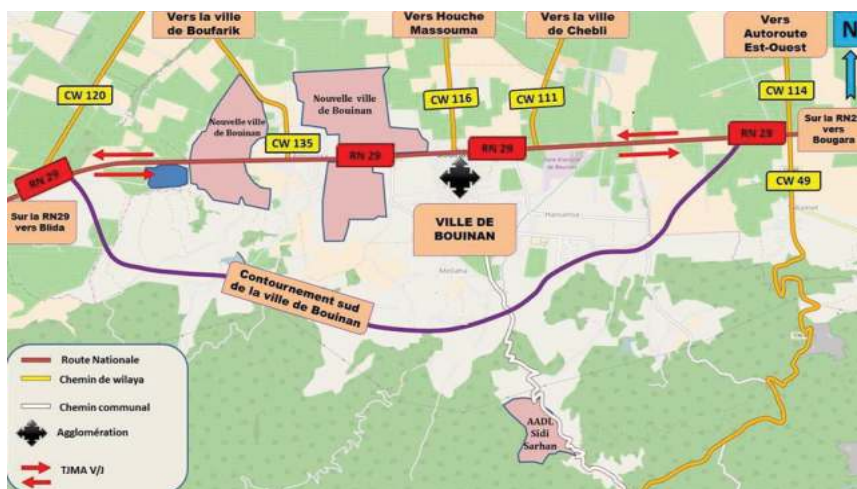 Vers la ville
de Boufarik
Vers Houche
Massouma
Vers la ville
de Chebli
Vers
Autoroute
Est-Ouest
N
CW 120
CW 116
CW 111
CW 114
Nouvelle ville
de Bouinan
Nouvelle ville
de Bouinan
CW 135
RN 29
RN 29
RN 29
RN 29
Sur la RN2
vers
Bougara
CW 49
Sur la RN29
vers Blida
VILLE DE
BOUINAN
Hassainia
Mellaha
Contournement sud
de la ville de Bouinan
Route Nationale
Chemin de wilaya
Chemin communal
Agglomération
TJMA V/J
AADL
Sidi
Sarhan